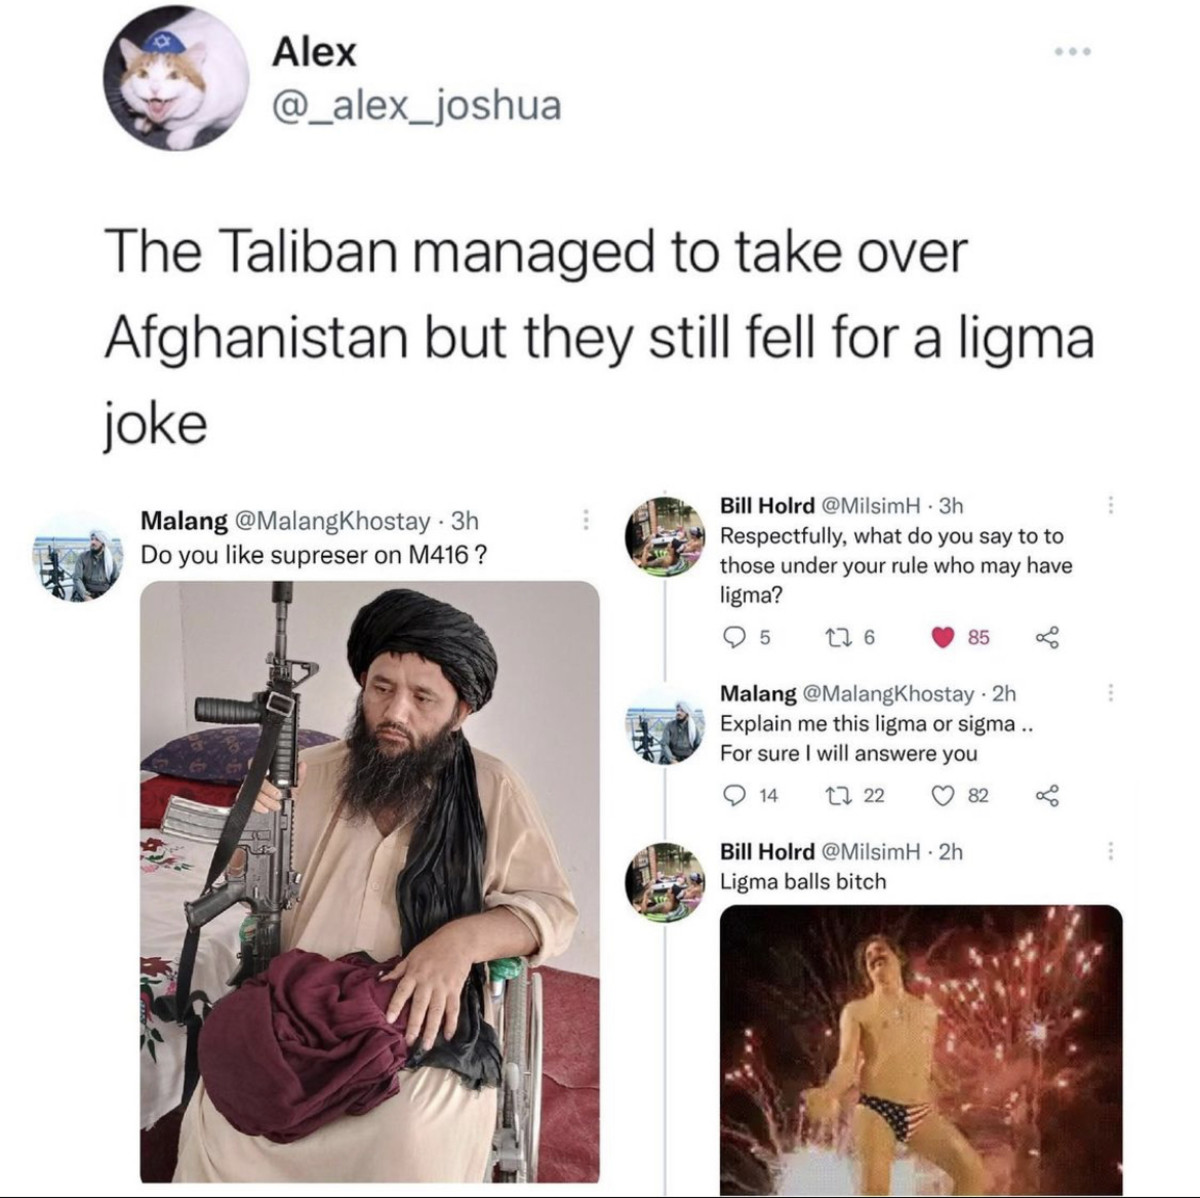 Alex
@_alex_joshua
The Taliban managed to take over
Afghanistan but they still fell for a ligma
joke
Malang @MalangKhostay · 3h
Do you like supreser on M416 ?
Bill Holrd @MilsimH · 3h
Respectfully, what do you say to to
those under your rule who may have
ligma?
5 6 85
Malang @MalangKhostay · 2h
Explain me this ligma or sigma ..
For sure I will answere you
14 22 82
Bill Holrd @MilsimH · 2h
Ligma balls bitch